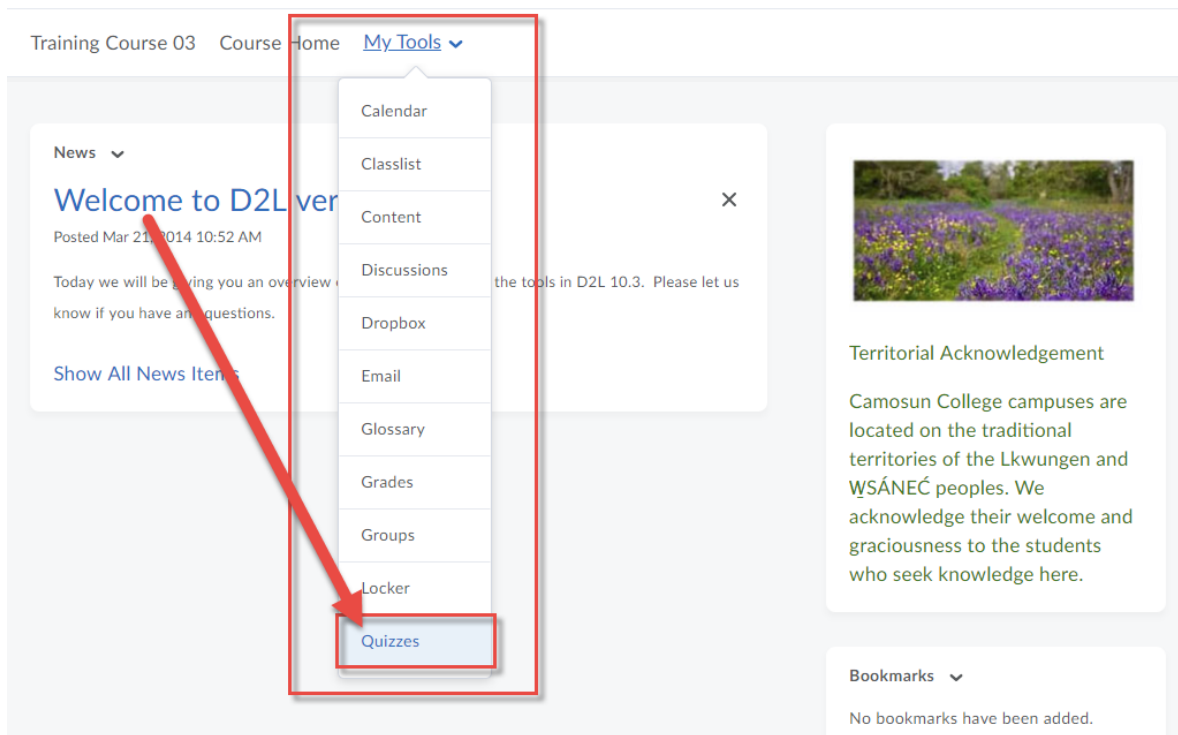 Training Course 03 Course Home My Tools
Calendar
Classlist
Content
Discussions
Dropbox
Email
Glossary
Grades
Groups
Locker
Quizzes
News
Welcome to D2L ver
Posted Mar 21, 2014 10:52 AM
Today we will be giving you an overview the tools in D2L 10.3. Please let us
know if you have any questions.
Show All News Items
Territorial Acknowledgement
Camosun College campuses are
located on the traditional
territories of the Lkwungen and
W̱SÁNEĆ peoples. We
acknowledge their welcome and
graciousness to the students
who seek knowledge here.
Bookmarks
No bookmarks have been added.